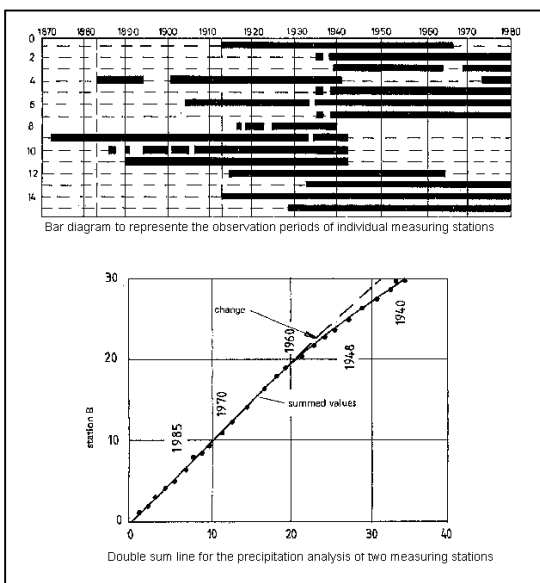 1870 1880 1890 1900 1910 1920 1930 1940 1950 1960 1970 1980
0
2
4
6
8
10
12
14
Bar diagram to represent the observation periods of individual measuring stations
30
change
1960
1940
20
1948
summed values
station B
1970
1985
10
0
0 10 20 30 40
Double sum line for the precipitation analysis of two measuring stations